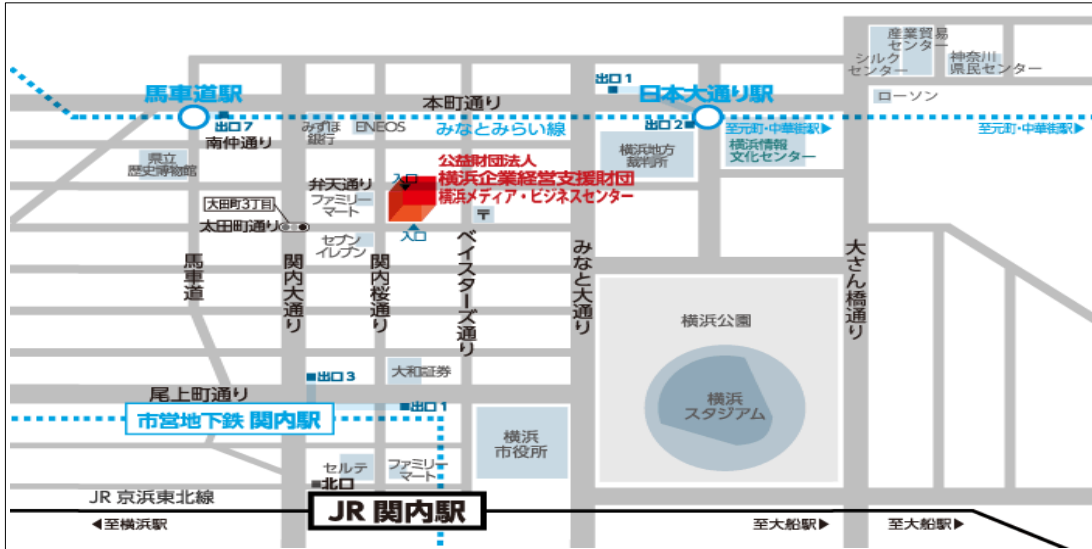 産業貿易
センター
シルク
センター
神奈川
県民センター
ローソン
出口1
馬車道駅
本町通り
日本大通り駅
出口7
みずほ
銀行
ENEOS
みなとみらい線
出口2
至元町・中華街駅▶
至元町・中華街駅▶
南仲通り
横浜地方
裁判所
横浜情報
文化センター
県立
歴史博物館
公益財団法人
横浜企業経営支援財団
横浜メディア・ビジネスセンター
入口
弁天通り
ファミリー
マート
大田町3丁目
太田町通り
〒
入口
セブン
イレブン
馬車道
関内大通り
関内桜通り
ベイスターズ通り
みなと大通り
大さん橋通り
横浜公園
横浜
スタジアム
出口3
大和証券
尾上町通り
出口1
市営地下鉄 関内駅
横浜
市役所
セルテ
ファミリー
マート
北口
JR 京浜東北線
JR 関内駅
◀至横浜駅
至大船駅▶
至大船駅▶